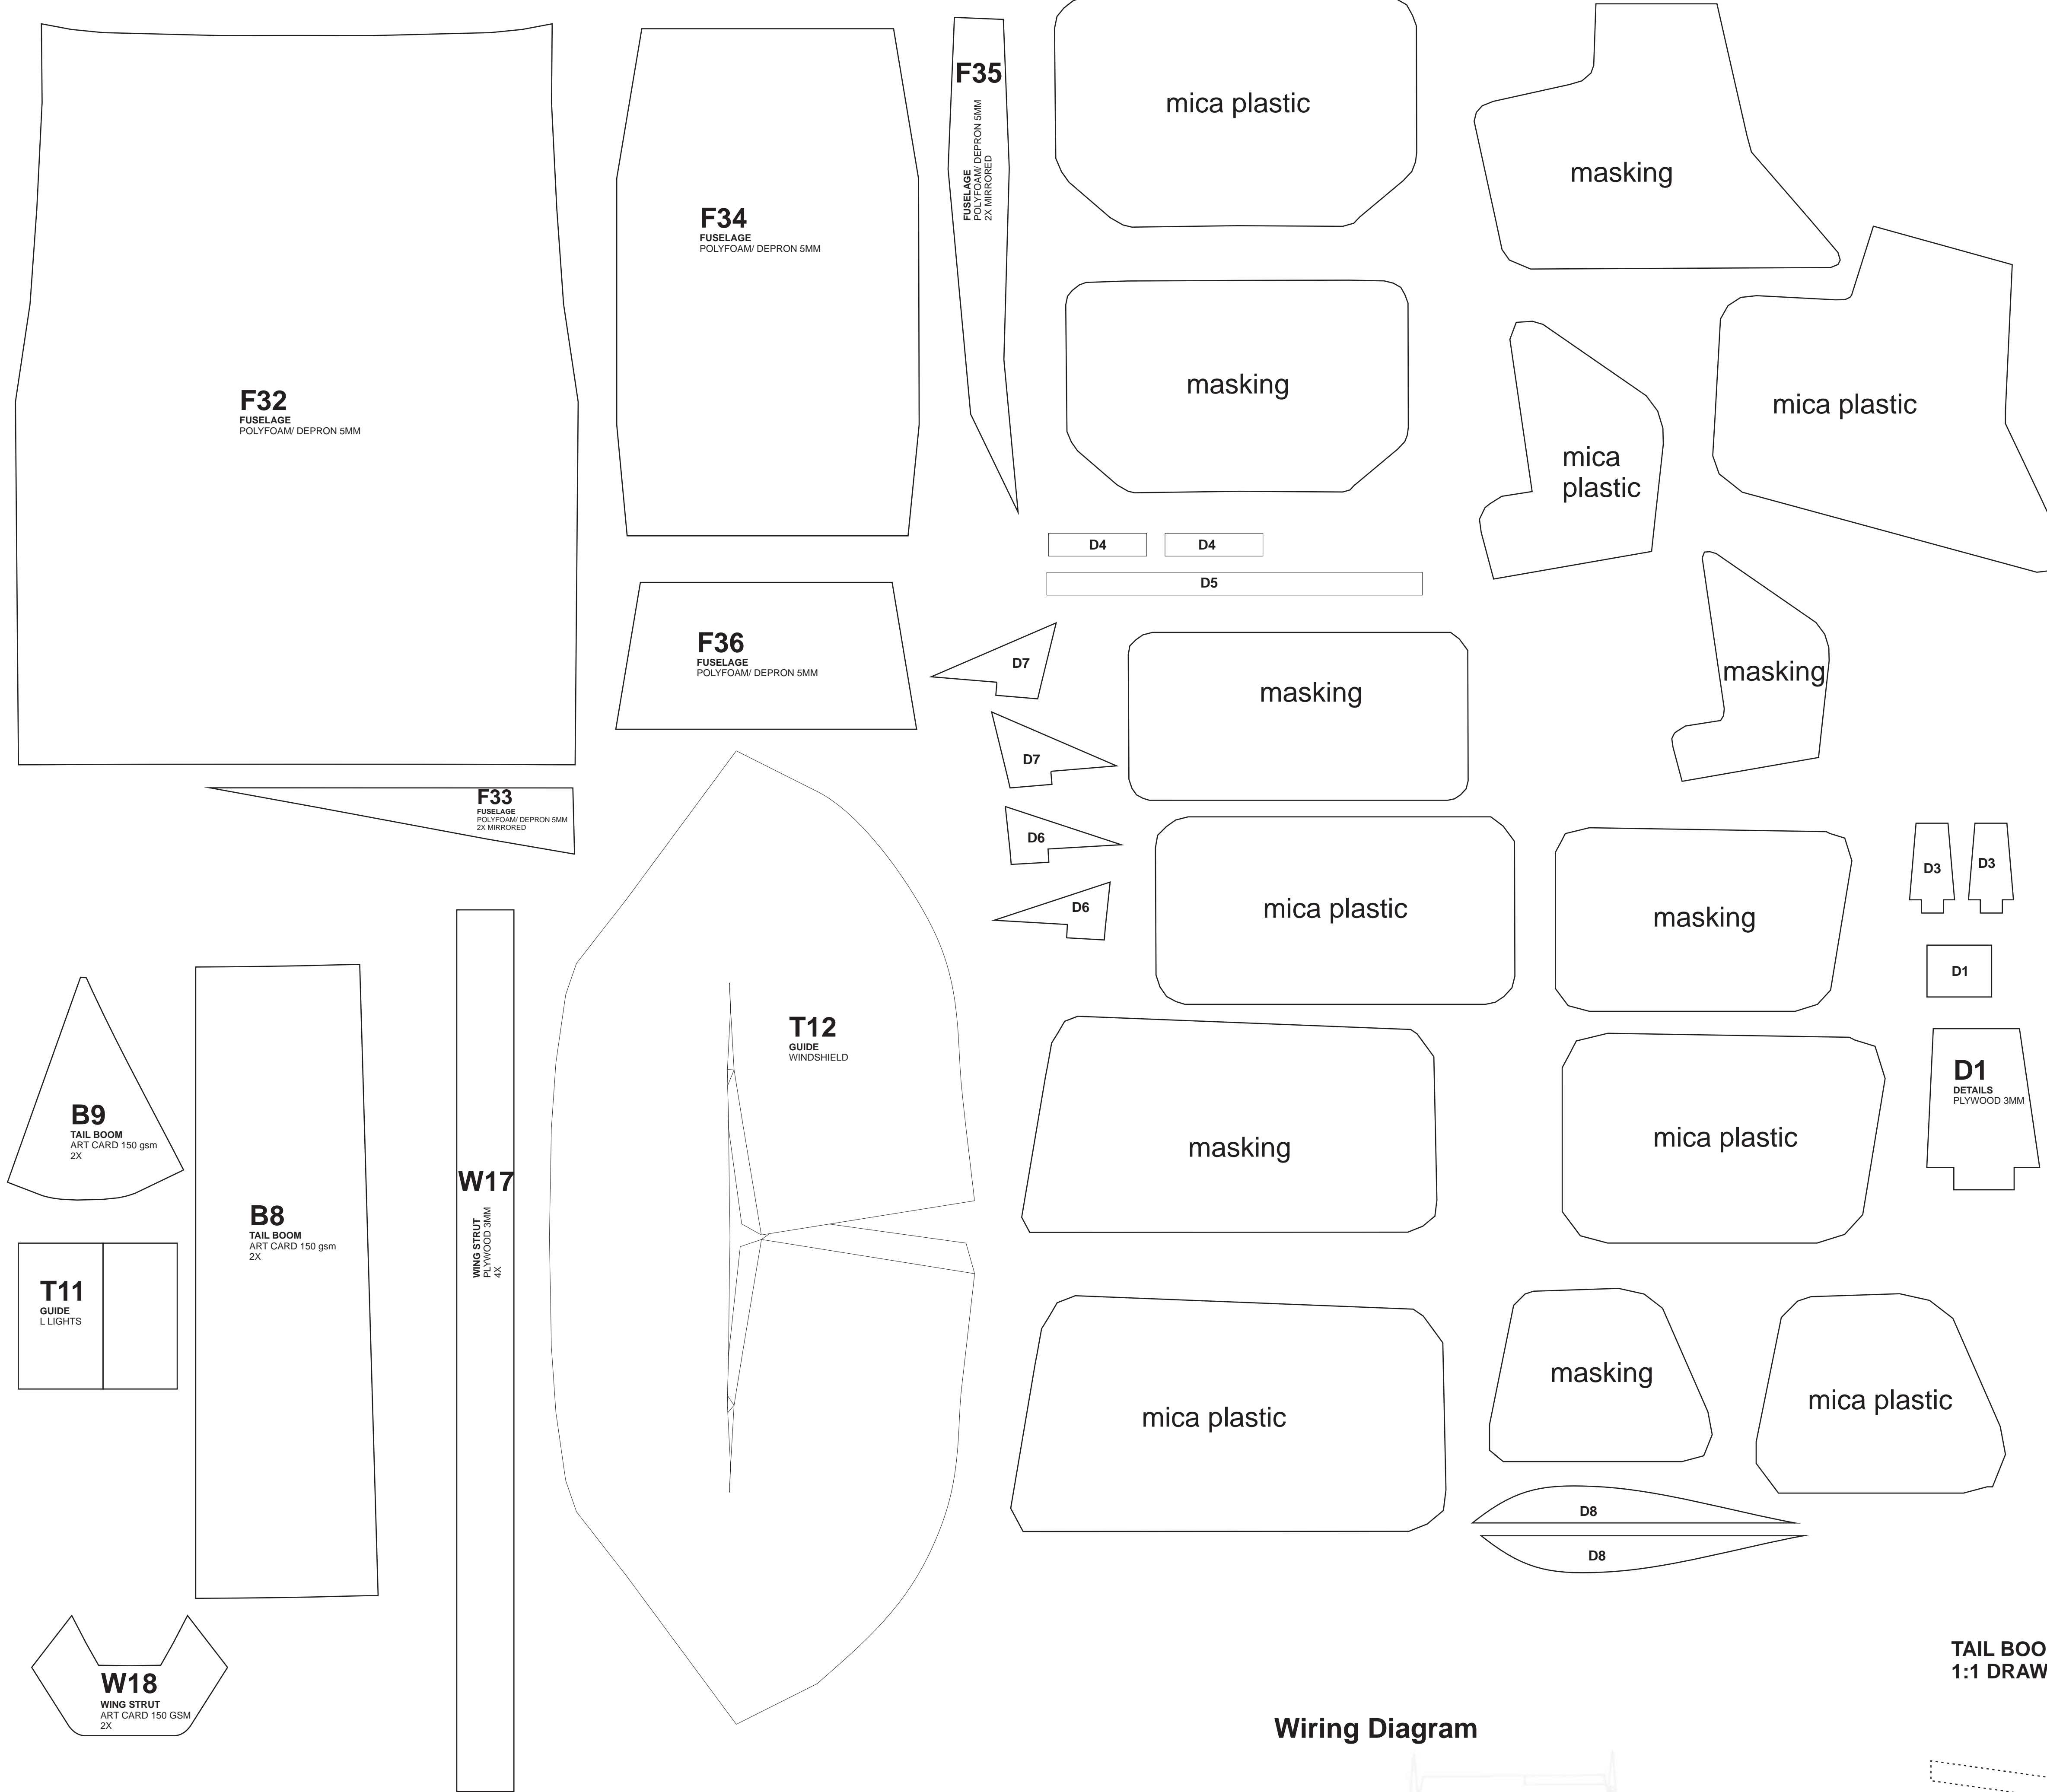 F32
FUSELAGE
POLYFOAM/ DEPRON 5MM
F34
FUSELAGE
POLYFOAM/ DEPRON 5MM
F35
FUSELAGE
POLYFOAM/ DEPRON 5MM
2X MIRRORED
mica plastic
masking
masking
mica plastic
mica
plastic
D4
D4
D5
F36
FUSELAGE
POLYFOAM/ DEPRON 5MM
D7
masking
masking
D7
F33
FUSELAGE
POLYFOAM/ DEPRON 5MM
2X MIRRORED
D6
D6
mica plastic
masking
D3
D3
D1
T12
GUIDE
WINDSHIELD
D1
DETAILS
PLYWOOD 3MM
B9
TAIL BOOM
ART CARD 150 gsm
2X
masking
mica plastic
W17
WING STRUT
PLYWOOD 3MM
4X
B8
TAIL BOOM
ART CARD 150 gsm
2X
T11
GUIDE
L LIGHTS
mica plastic
masking
mica plastic
D8
D8
W18
WING STRUT
ART CARD 150 GSM
2X
TAIL BOO
1:1 DRAW
Wiring Diagram